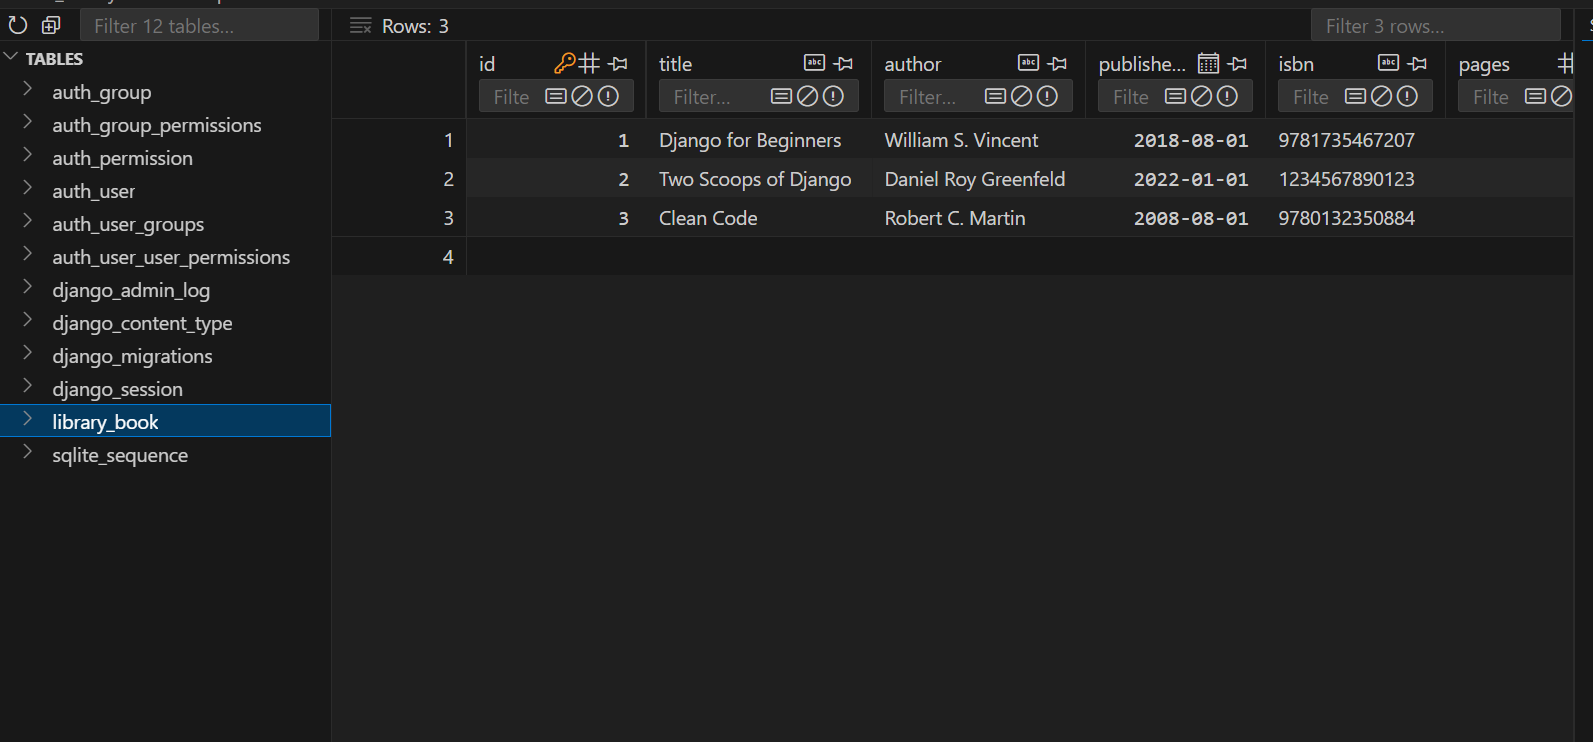 Filter 12 tables...
Rows: 3
Filter 3 rows...
TABLES
auth_group
auth_group_permissions
auth_permission
auth_user
auth_user_groups
auth_user_user_permissions
django_admin_log
django_content_type
django_migrations
django_session
library_book
sqlite_sequence
id title abc author abc publishe... isbn abc pages
Filte Filter... Filter... Filte Filte Filte
1 1 Django for Beginners William S. Vincent 2018-08-01 9781735467207
2 2 Two Scoops of Django Daniel Roy Greenfeld 2022-01-01 1234567890123
3 3 Clean Code Robert C. Martin 2008-08-01 9780132350884
4